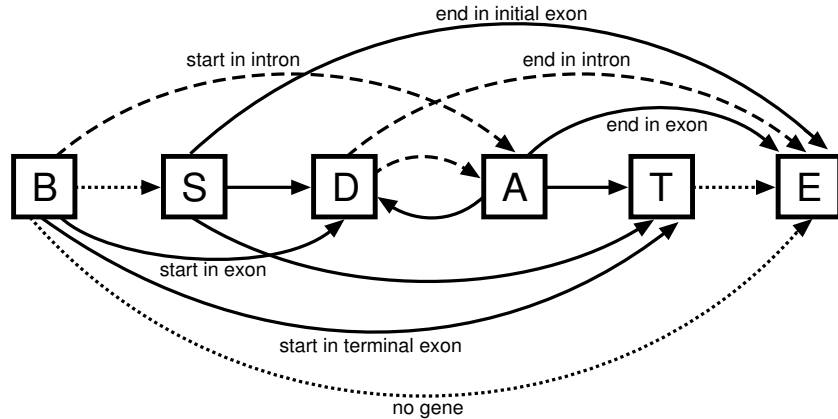 end in initial exon
start in intron
end in intron
end in exon
B
S
D
A
T
E
start in exon
start in terminal exon
no gene